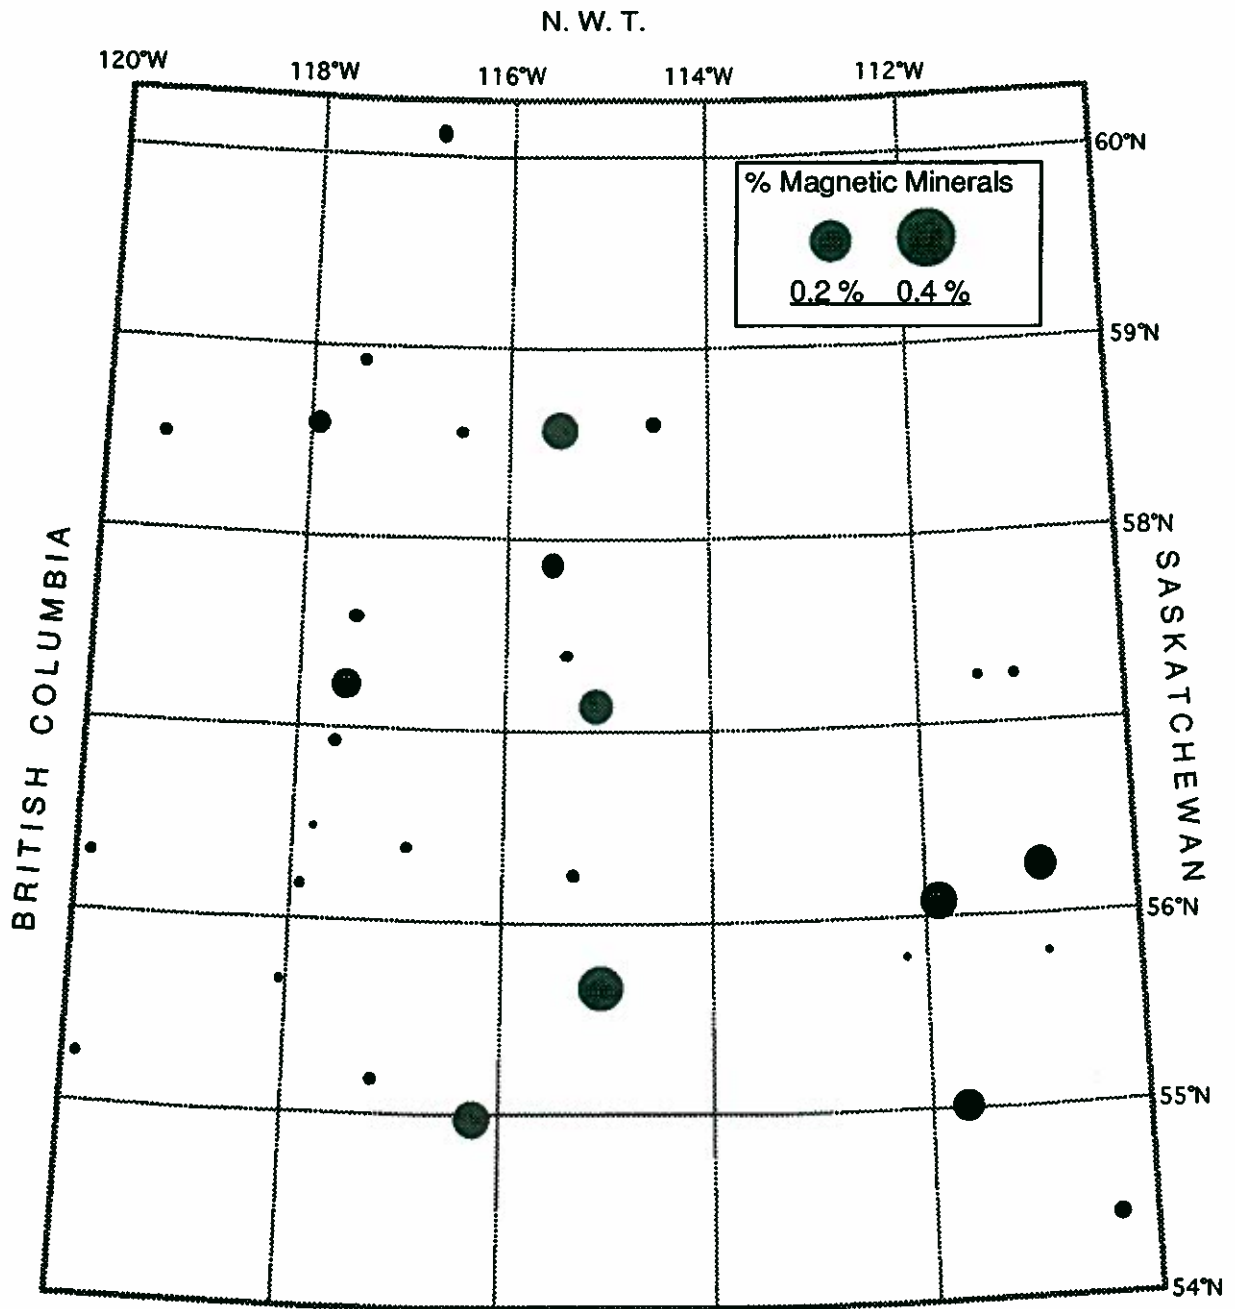 N. W. T.
120°W
118°W
116°W
114°W
112°W
60°N
% Magnetic Minerals
0.2 % 0.4 %
59°N
58°N
BRITISH COLUMBIA
SASKATCHEWAN
56°N
55°N
54°N